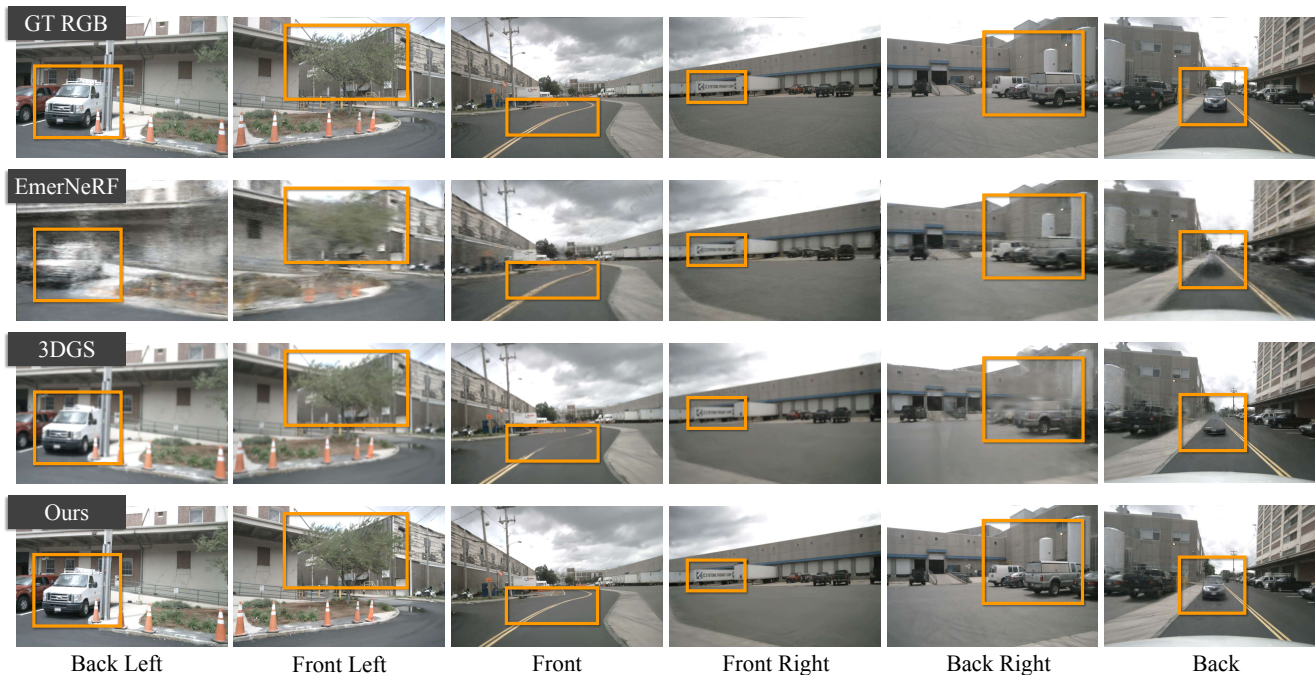 GT RGB
EmerNeRF
3DGS
Ours
Back Left
Front Left
Front
Front Right
Back Right
Back